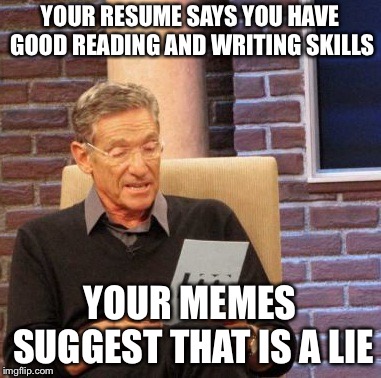 YOUR RESUME SAYS YOU HAVE
GOOD READING AND WRITING SKILLS
YOUR MEMES
SUGGEST THAT IS A LIE
imgflip.com